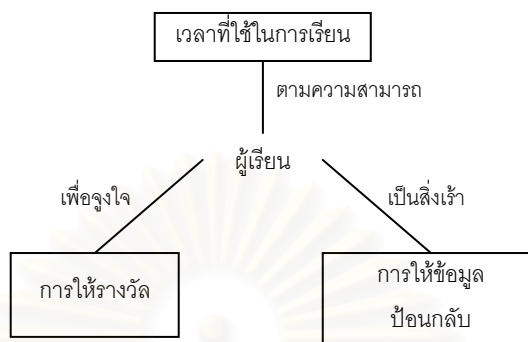 เวลาที่ใช้ในการเรียน
ตามความสามารถ
ผู้เรียน
เพื่อจูงใจ
เป็นสิ่งเร้า
การให้รางวัล
การให้ข้อมูล
ป้อนกลับ